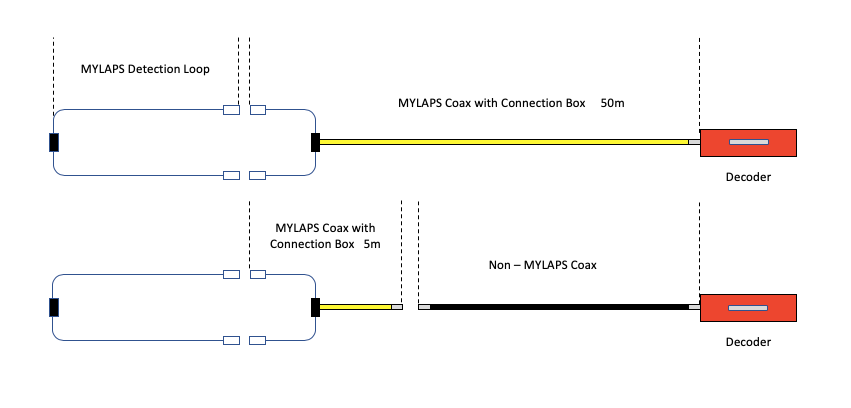 MYLAPS Detection Loop
MYLAPS Coax with Connection Box 50m
Decoder
MYLAPS Coax with
Connection Box 5m
Non – MYLAPS Coax
Decoder